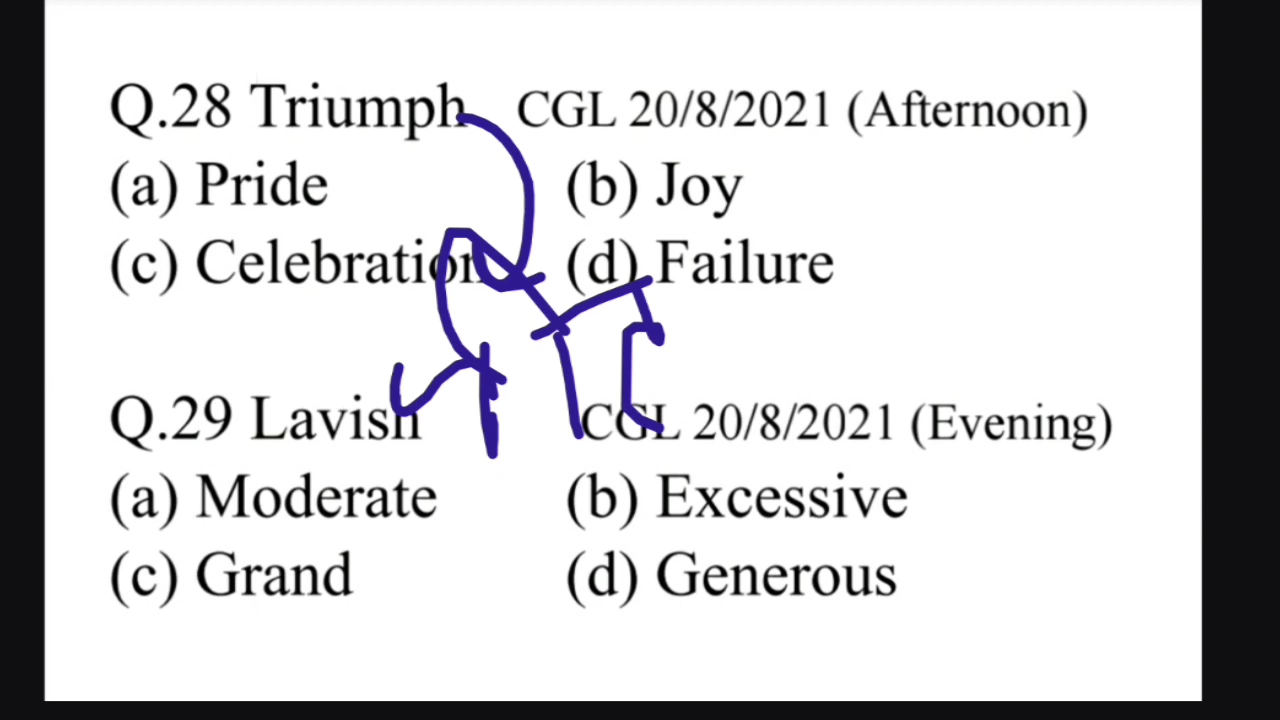 Q.28 Triumph CGL 20/8/2021 (Afternoon)
(a) Pride (b) Joy
(c) Celebration (d) Failure
Q.29 Lavish CGL 20/8/2021 (Evening)
(a) Moderate (b) Excessive
(c) Grand (d) Generous